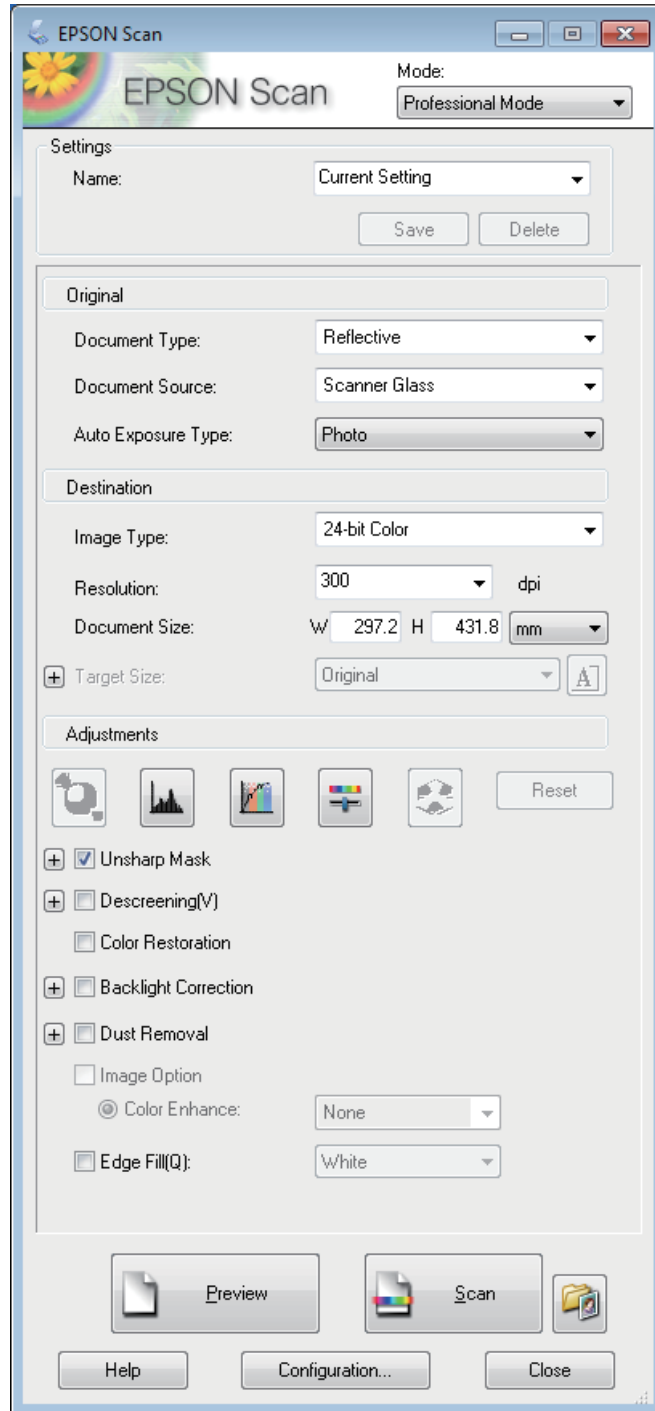 EPSON Scan
EPSON Scan
Mode:
Professional Mode
Settings
Name: Current Setting
Save Delete
Original
Document Type: Reflective
Document Source: Scanner Glass
Auto Exposure Type: Photo
Destination
Image Type: 24-bit Color
Resolution: 300 dpi
Document Size: W 297.2 H 431.8 mm
Target Size: Original A
Adjustments
Reset
Unsharp Mask
Descreening(V)
Color Restoration
Backlight Correction
Dust Removal
Image Option
Color Enhance: None
Edge Fill(Q): White
Preview Scan
Help Configuration... Close